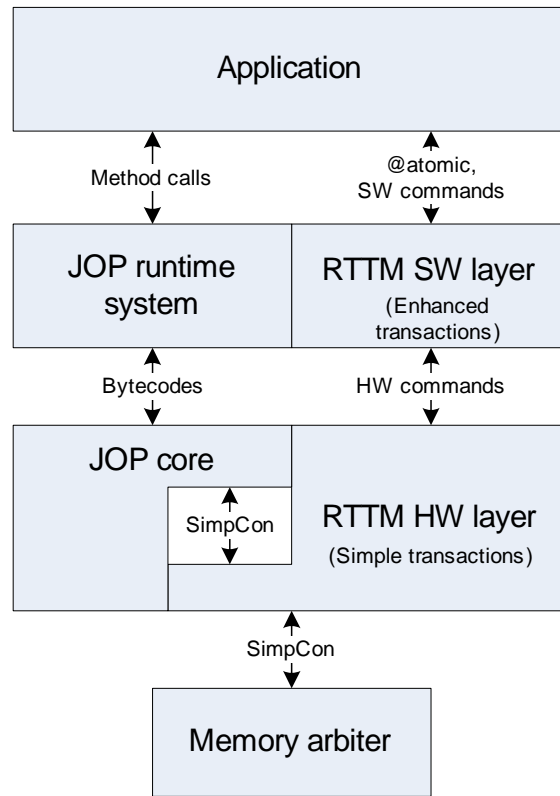 Application
Method calls
@atomic,
SW commands
JOP runtime
system
RTTM SW layer
(Enhanced
transactions)
Bytecodes
HW commands
JOP core
SimpCon
RTTM HW layer
(Simple transactions)
SimpCon
Memory arbiter